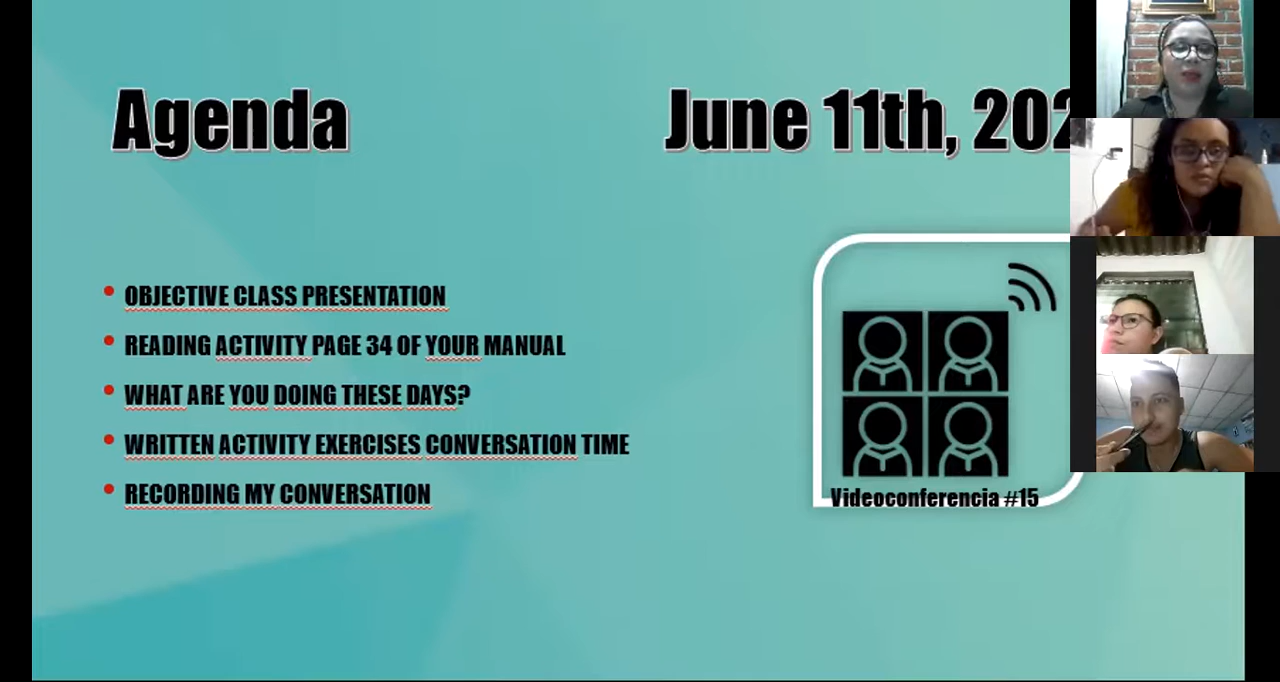 Agenda
June 11th, 202
OBJECTIVE CLASS PRESENTATION
READING ACTIVITY PAGE 34 OF YOUR MANUAL
WHAT ARE YOU DOING THESE DAYS?
WRITTEN ACTIVITY EXERCISES CONVERSATION TIME
RECORDING MY CONVERSATION
Videoconferencia #15